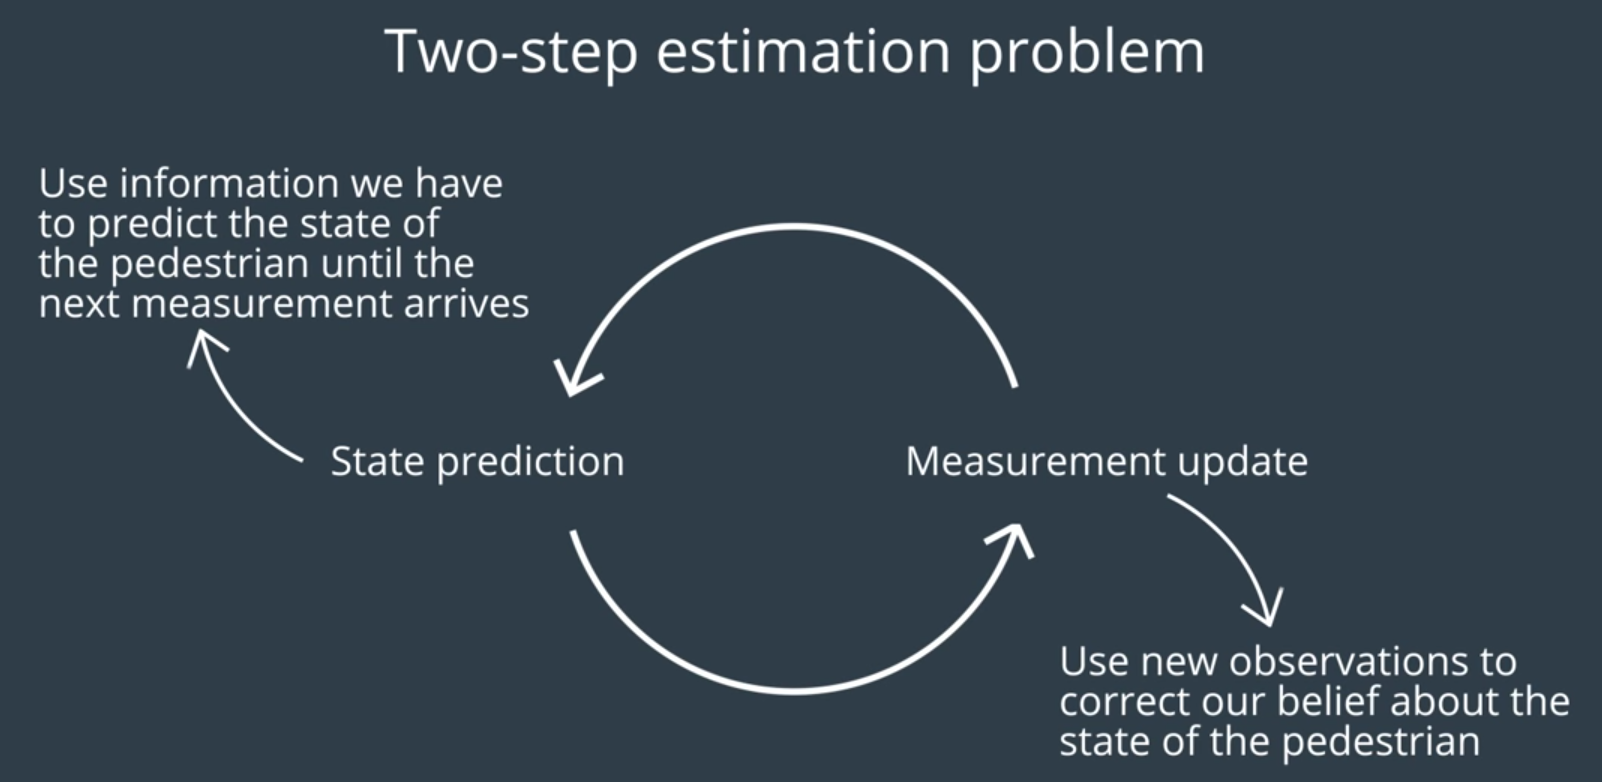 Two-step estimation problem
Use information we have
to predict the state of
the pedestrian until the
next measurement arrives
State prediction
Measurement update
Use new observations to
correct our belief about the
state of the pedestrian